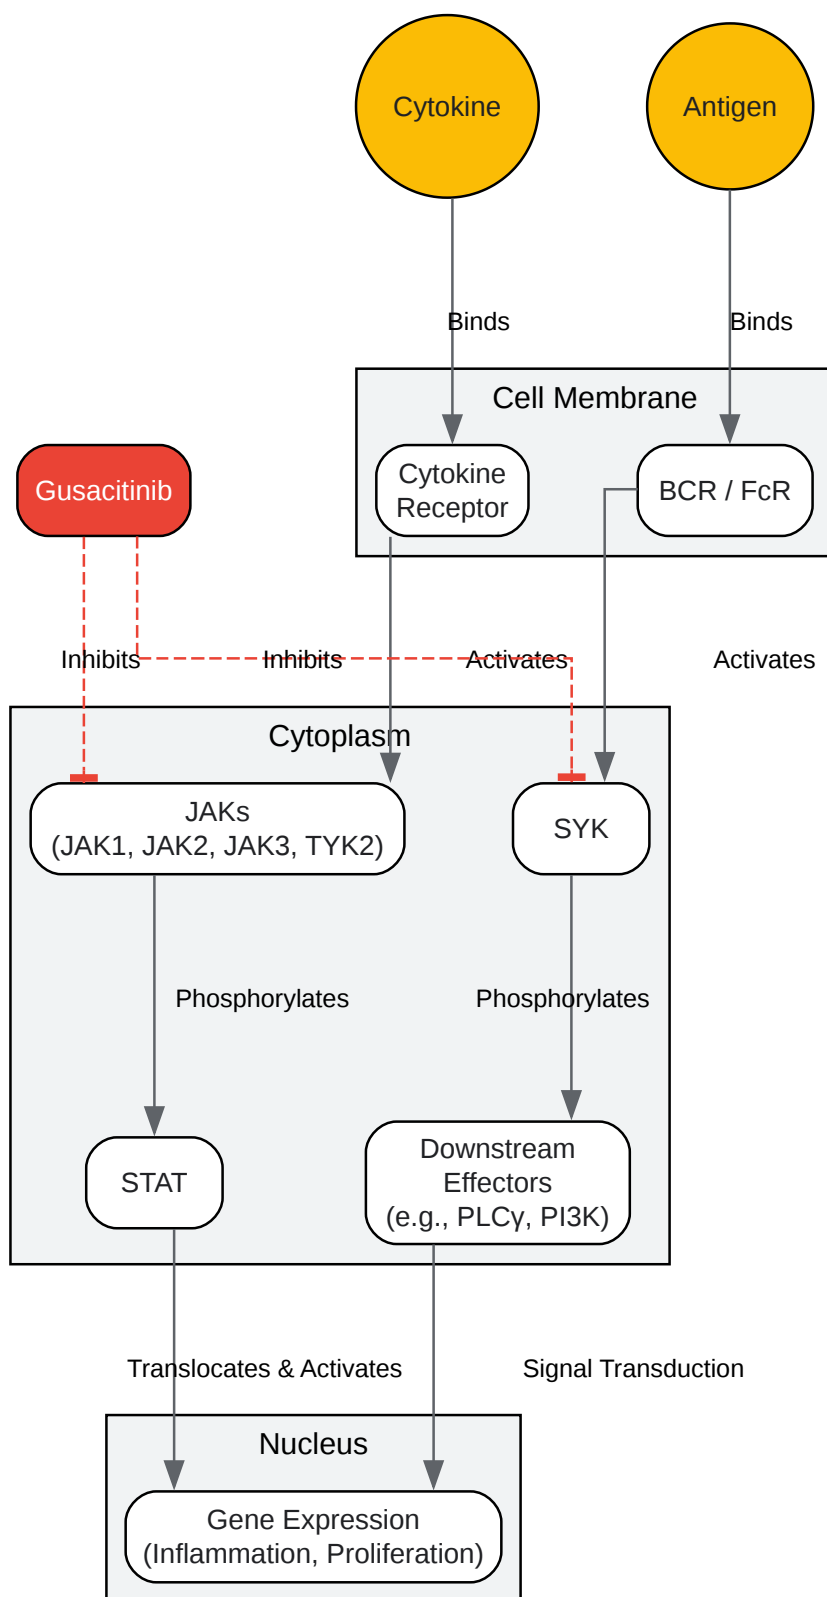 Cytokine
Antigen
Binds
Binds
Cell Membrane
Gusacitinib
Cytokine
Receptor
BCR / FcR
Inhibits
Inhibits
Activates
Activates
Cytoplasm
JAKs
(JAK1, JAK2, JAK3, TYK2)
SYK
Phosphorylates
Phosphorylates
STAT
Downstream
Effectors
(e.g., PLCγ, PI3K)
Translocates & Activates
Signal Transduction
Nucleus
Gene Expression
(Inflammation, Proliferation)